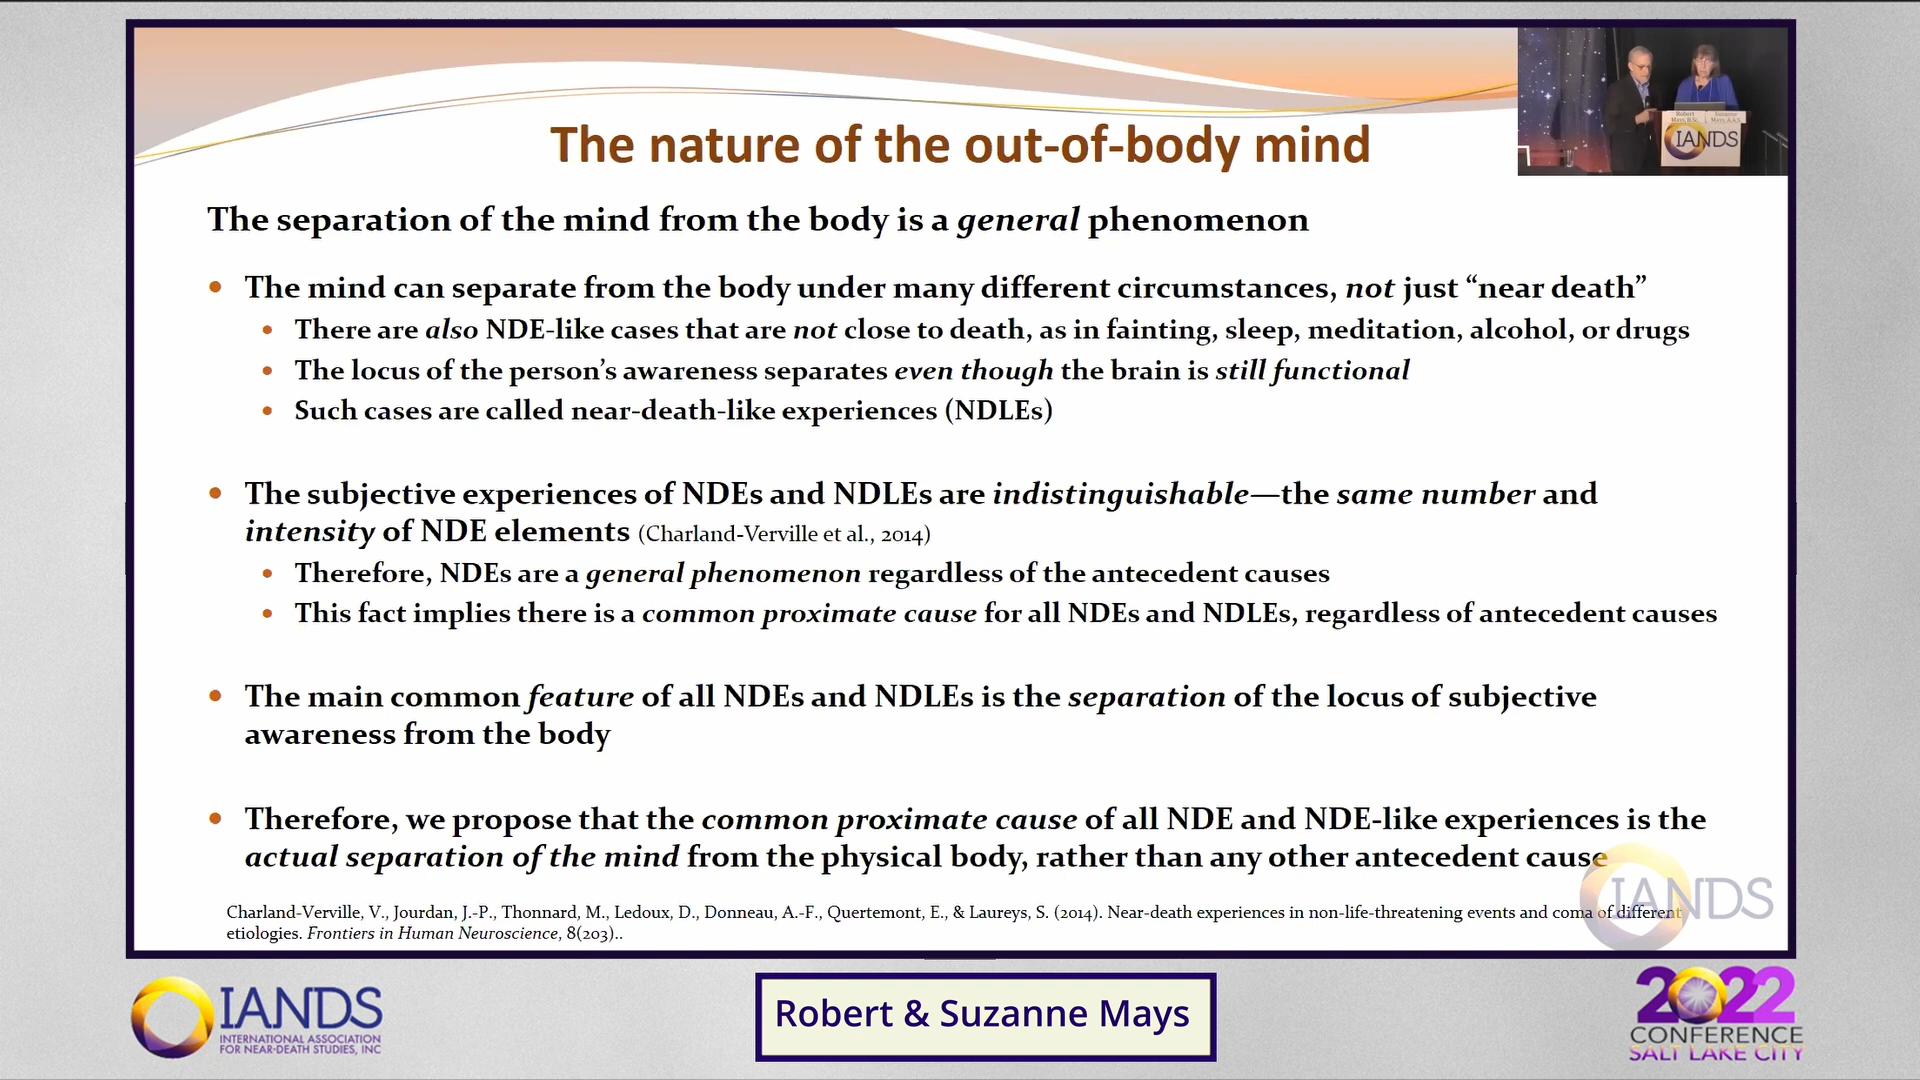 The nature of the out-of-body mind
Robert
Mays, B.Sc.
Suzanne
Mays, A.A.S.
IANDS
The separation of the mind from the body is a general phenomenon
• The mind can separate from the body under many different circumstances, not just “near death”
• There are also NDE-like cases that are not close to death, as in fainting, sleep, meditation, alcohol, or drugs
• The locus of the person’s awareness separates even though the brain is still functional
• Such cases are called near-death-like experiences (NDLEs)
• The subjective experiences of NDEs and NDLEs are indistinguishable—the same number and
intensity of NDE elements (Charland-Verville et al., 2014)
• Therefore, NDEs are a general phenomenon regardless of the antecedent causes
• This fact implies there is a common proximate cause for all NDEs and NDLEs, regardless of antecedent causes
• The main common feature of all NDEs and NDLEs is the separation of the locus of subjective
awareness from the body
• Therefore, we propose that the common proximate cause of all NDE and NDE-like experiences is the
actual separation of the mind from the physical body, rather than any other antecedent cause
IANDS
Charland-Verville, V., Jourdan, J.-P., Thonnard, M., Ledoux, D., Donneau, A.-F., Quertemont, E., & Laureys, S. (2014). Near-death experiences in non-life-threatening events and coma of different
etiologies. Frontiers in Human Neuroscience, 8(203)..
IANDS
INTERNATIONAL ASSOCIATION
FOR NEAR-DEATH STUDIES, INC
Robert & Suzanne Mays
2022
CONFERENCE
SALT LAKE CITY